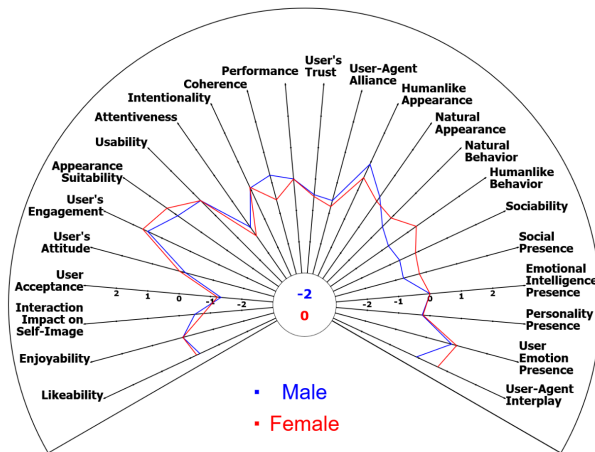 Performance
User's
Trust
User-Agent
Alliance
Coherence
Humanlike
Appearance
Intentionality
Natural
Appearance
Attentiveness
Natural
Behavior
Usability
Humanlike
Behavior
Appearance
Suitability
Sociability
User's
Engagement
Social
Presence
User's
Attitude
Emotional
Intelligence
Presence
User
Acceptance
2 1 0 -1 -2
-2
0
-2 -1 0 1 2
Interaction
Impact on
Self-Image
Personality
Presence
Enjoyability
User
Emotion
Presence
Likeability
User-Agent
Interplay
Male
Female